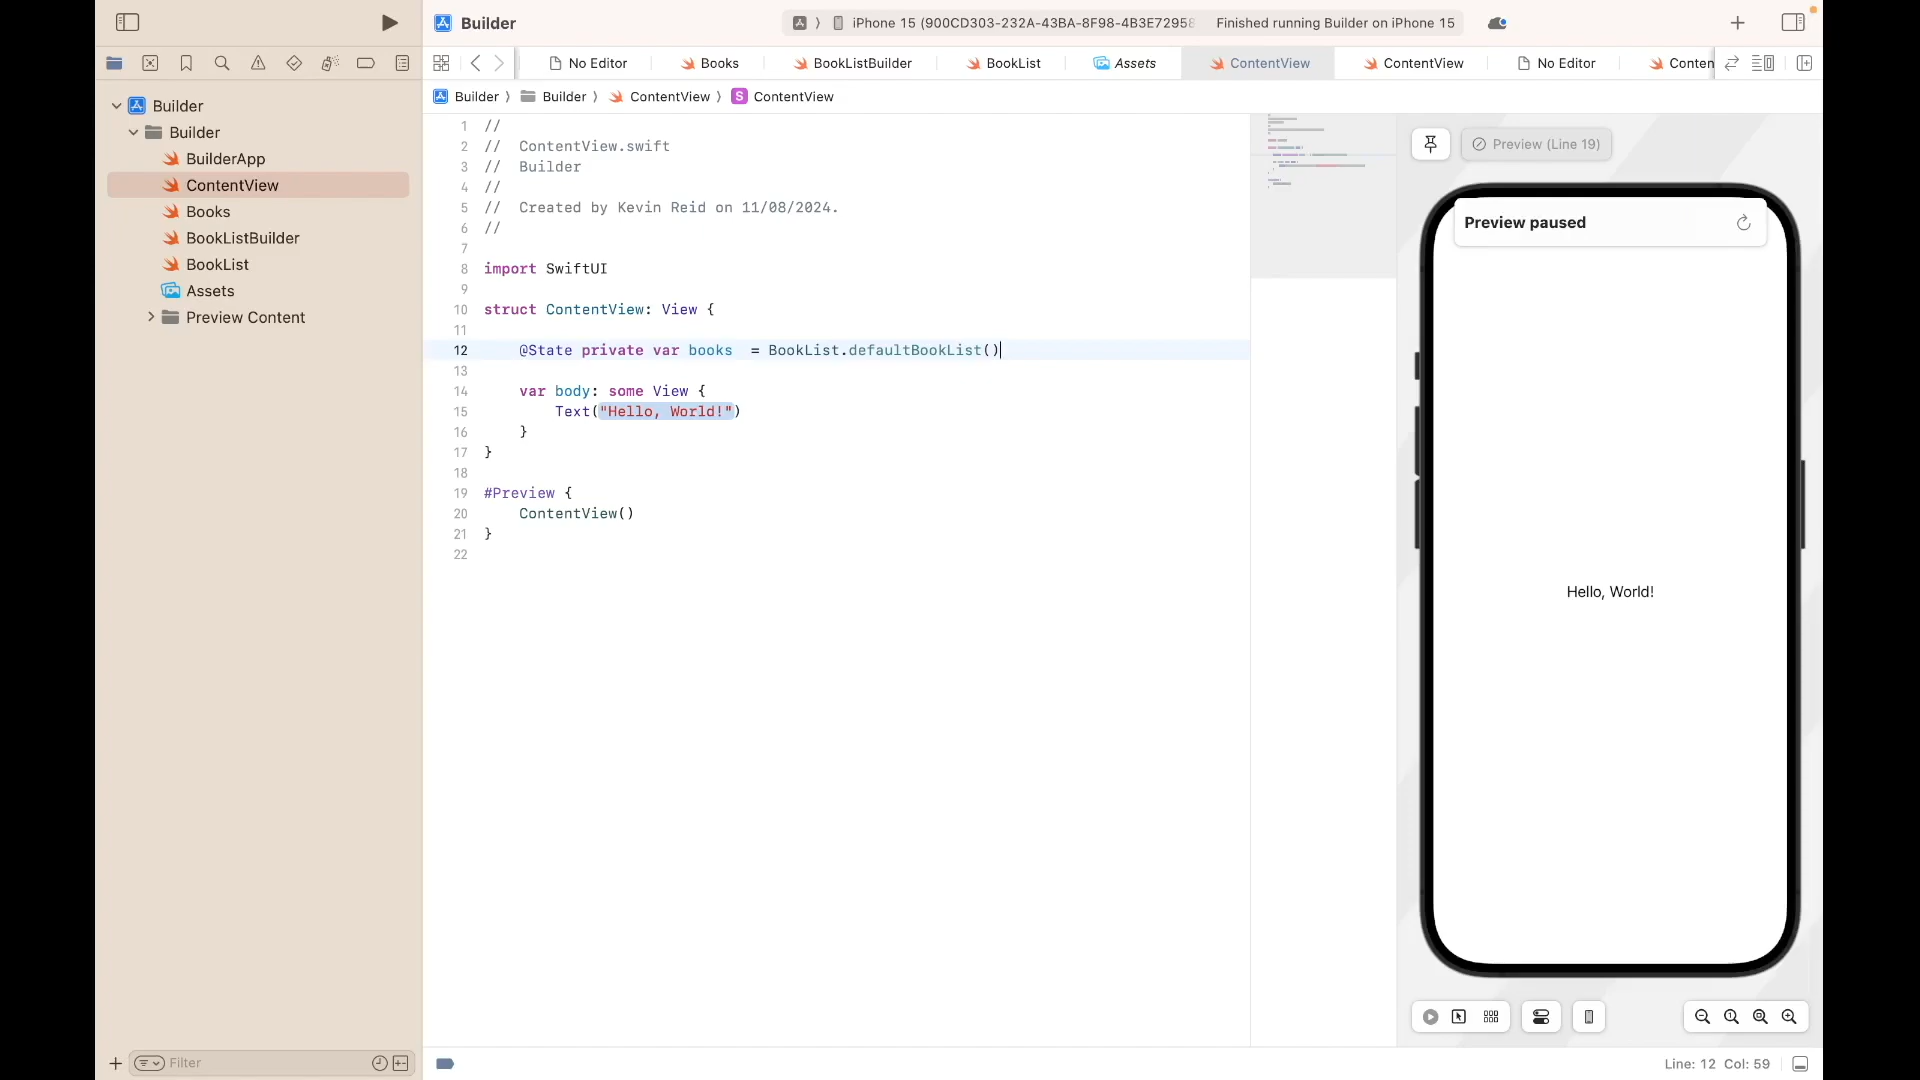 Builder
iPhone 15 (900CD303-232A-43BA-8F98-4B3E7295
Finished running Builder on iPhone 15
No Editor
Books
BookListBuilder
BookList
Assets
ContentView
ContentView
No Editor
Conten
Builder
Builder
ContentView
S ContentView
Builder
Builder
BuilderApp
ContentView
Books
BookListBuilder
BookList
Assets
Preview Content
1 //
2 //  ContentView.swift
3 //  Builder
4 //
5 //  Created by Kevin Reid on 11/08/2024.
6 //
7
8 import SwiftUI
9
10 struct ContentView: View {
11
12     @State private var books  = BookList.defaultBookList()
13
14     var body: some View {
15         Text("Hello, World!")
16     }
17 }
18
19 #Preview {
20     ContentView()
21 }
22
Preview (Line 19)
Preview paused
Hello, World!
Filter
Line: 12 Col: 59